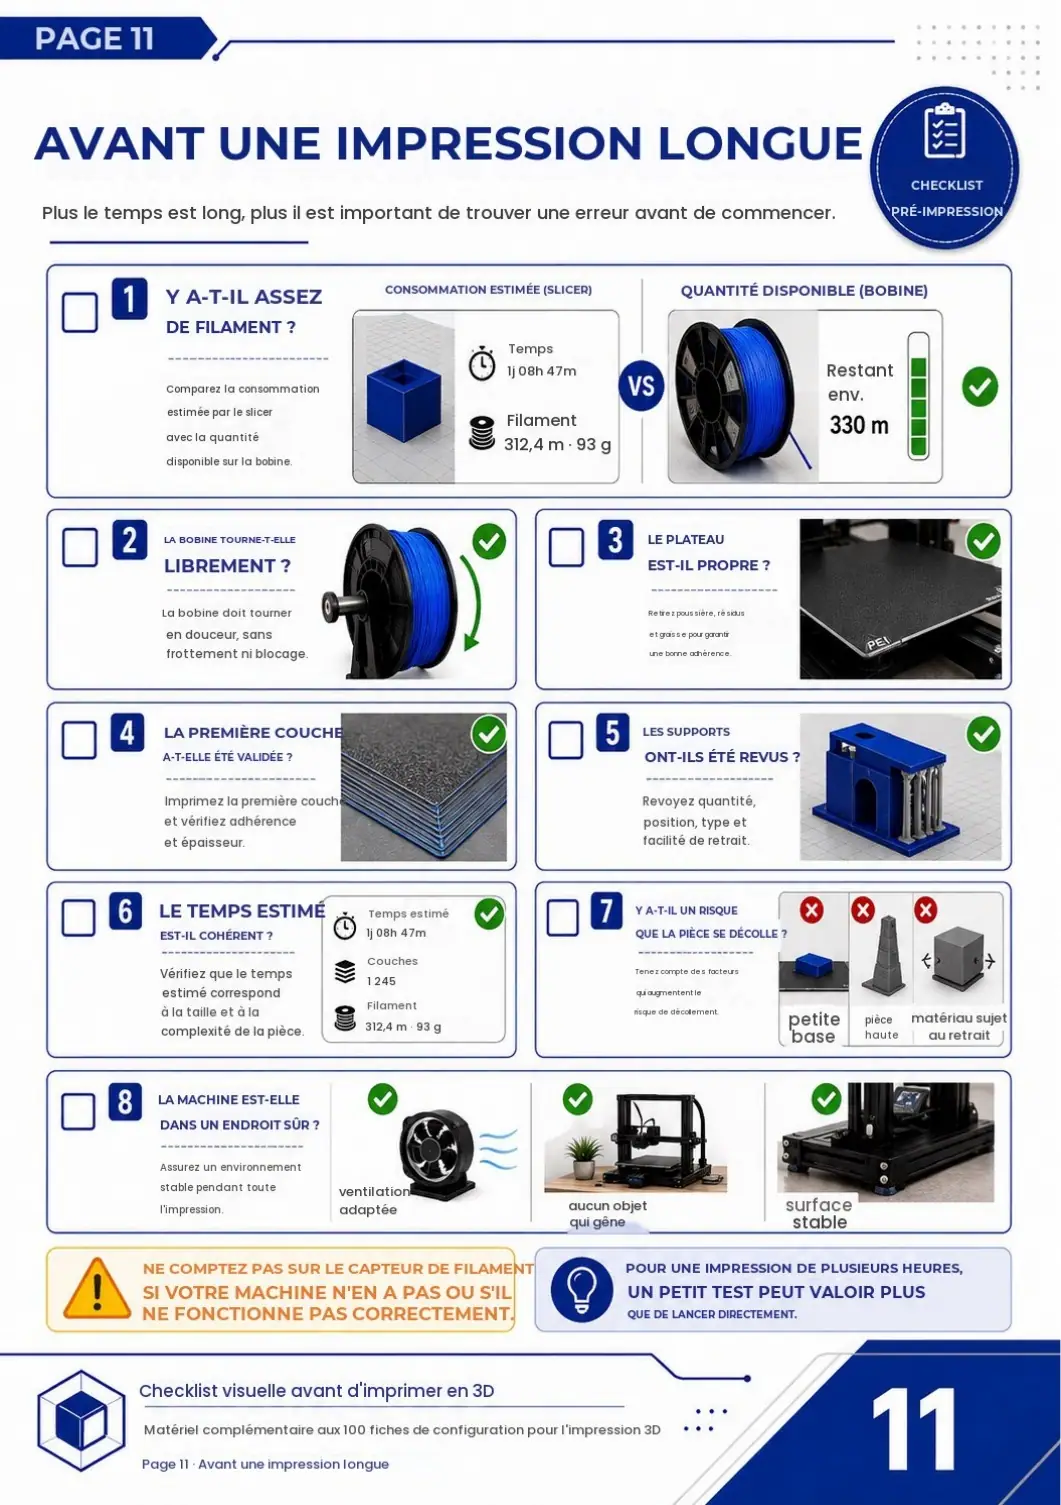 PAGE 11
AVANT UNE IMPRESSION LONGUE
CHECKLIST
PRÉ-IMPRESSION
Plus le temps est long, plus il est important de trouver une erreur avant de commencer.
1
Y A-T-IL ASSEZ
DE FILAMENT ?
Comparez la consommation
estimée par le slicer
avec la quantité
disponible sur la bobine.
CONSOMMATION ESTIMÉE (SLICER)
Temps
1j 08h 47m
Filament
312,4 m · 93 g
VS
QUANTITÉ DISPONIBLE (BOBINE)
Restant
env.
330 m
2
LA BOBINE TOURNE-T-ELLE
LIBREMENT ?
La bobine doit tourner
en douceur, sans
frottement ni blocage.
3
LE PLATEAU
EST-IL PROPRE ?
Retirez poussière, résidus
et graisse pour garantir
une bonne adhérence.
PEI
4
LA PREMIÈRE COUCHE
A-T-ELLE ÉTÉ VALIDÉE ?
Imprimez la première couche
et vérifiez adhérence
et épaisseur.
5
LES SUPPORTS
ONT-ILS ÉTÉ REVUS ?
Revoyez quantité,
position, type et
facilité de retrait.
6
LE TEMPS ESTIMÉ
EST-IL COHÉRENT ?
Vérifiez que le temps
estimé correspond
à la taille et à la
complexité de la pièce.
Temps estimé
1j 08h 47m
Couches
1 245
Filament
312,4 m · 93 g
7
Y A-T-IL UN RISQUE
QUE LA PIÈCE SE DÉCOLLE ?
Tenez compte des facteurs
qui augmentent le
risque de décollement.
petite
base
pièce
haute
matériau sujet
au retrait
8
LA MACHINE EST-ELLE
DANS UN ENDROIT SÛR ?
Assurez un environnement
stable pendant toute
l'impression.
ventilation
adaptée
aucun objet
qui gêne
surface
stable
NE COMPTEZ PAS SUR LE CAPTEUR DE FILAMENT
SI VOTRE MACHINE N'EN A PAS OU S'IL
NE FONCTIONNE PAS CORRECTEMENT.
POUR UNE IMPRESSION DE PLUSIEURS HEURES,
UN PETIT TEST PEUT VALOIR PLUS
QUE DE LANCER DIRECTEMENT.
Checklist visuelle avant d'imprimer en 3D
Matériel complémentaire aux 100 fiches de configuration pour l'impression 3D
Page 11 · Avant une impression longue
11